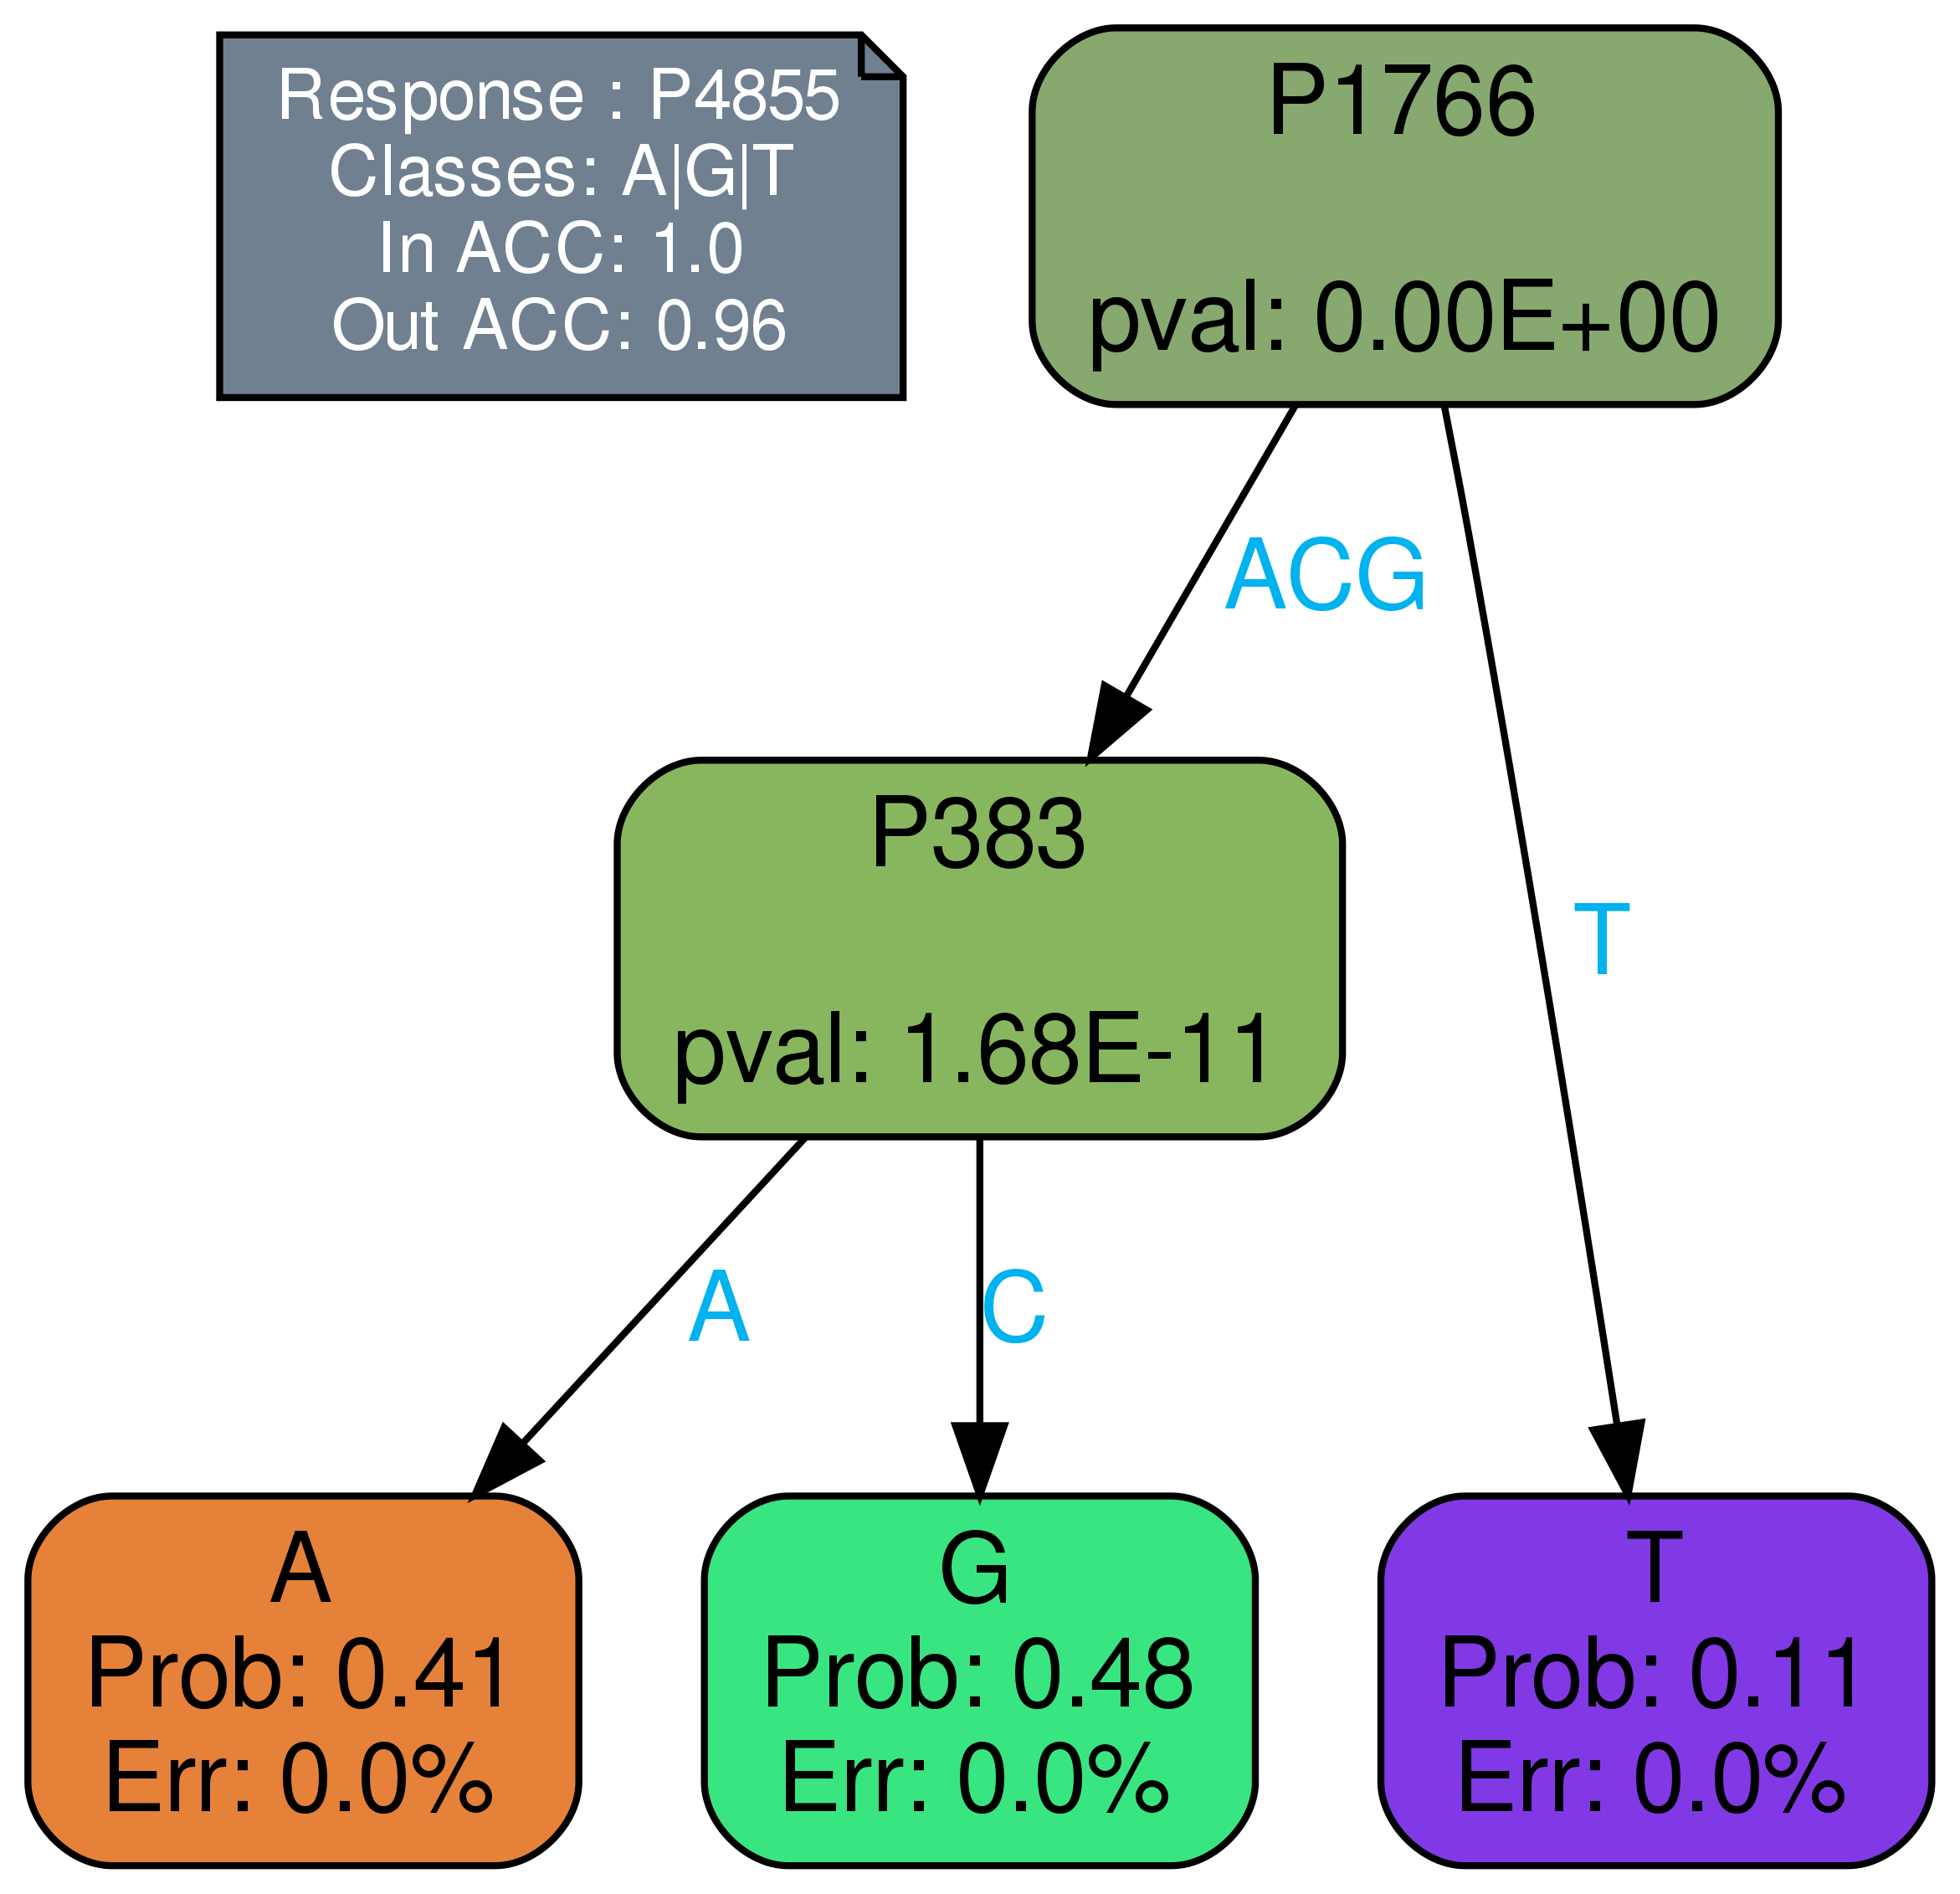 Response : P4855
Classes: A|G|T
In ACC: 1.0
Out ACC: 0.96
P1766
pval: 0.00E+00
ACG
T
P383
pval: 1.68E-11
A
C
A
Prob: 0.41
Err: 0.0%
G
Prob: 0.48
Err: 0.0%
T
Prob: 0.11
Err: 0.0%